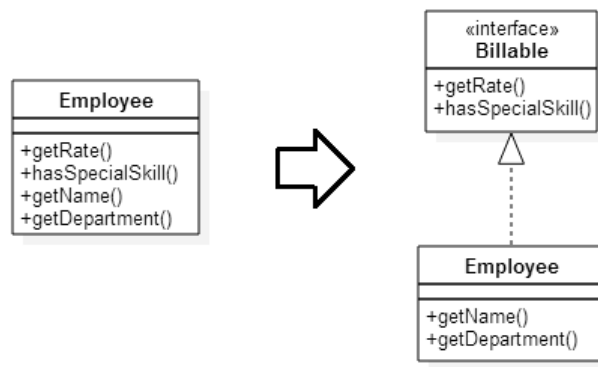 Employee
+getRate()
+hasSpecialSkill()
+getName()
+getDepartment()
«interface»
Billable
+getRate()
+hasSpecialSkill()
Employee
+getName()
+getDepartment()